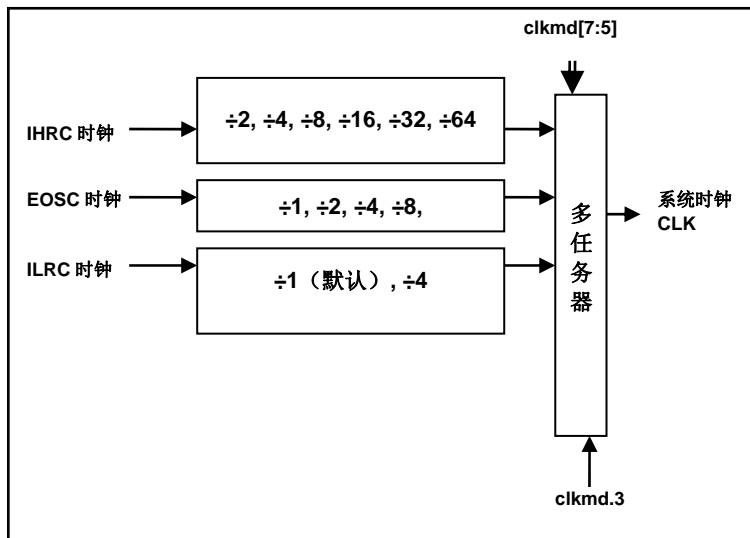 clkmd[7:5]
IHRC 时钟
÷2, ÷4, ÷8, ÷16, ÷32, ÷64
EOSC 时钟
÷1, ÷2, ÷4, ÷8,
ILRC 时钟
÷1（默认）, ÷4
多
任
务
器
系统时钟
CLK
clkmd.3